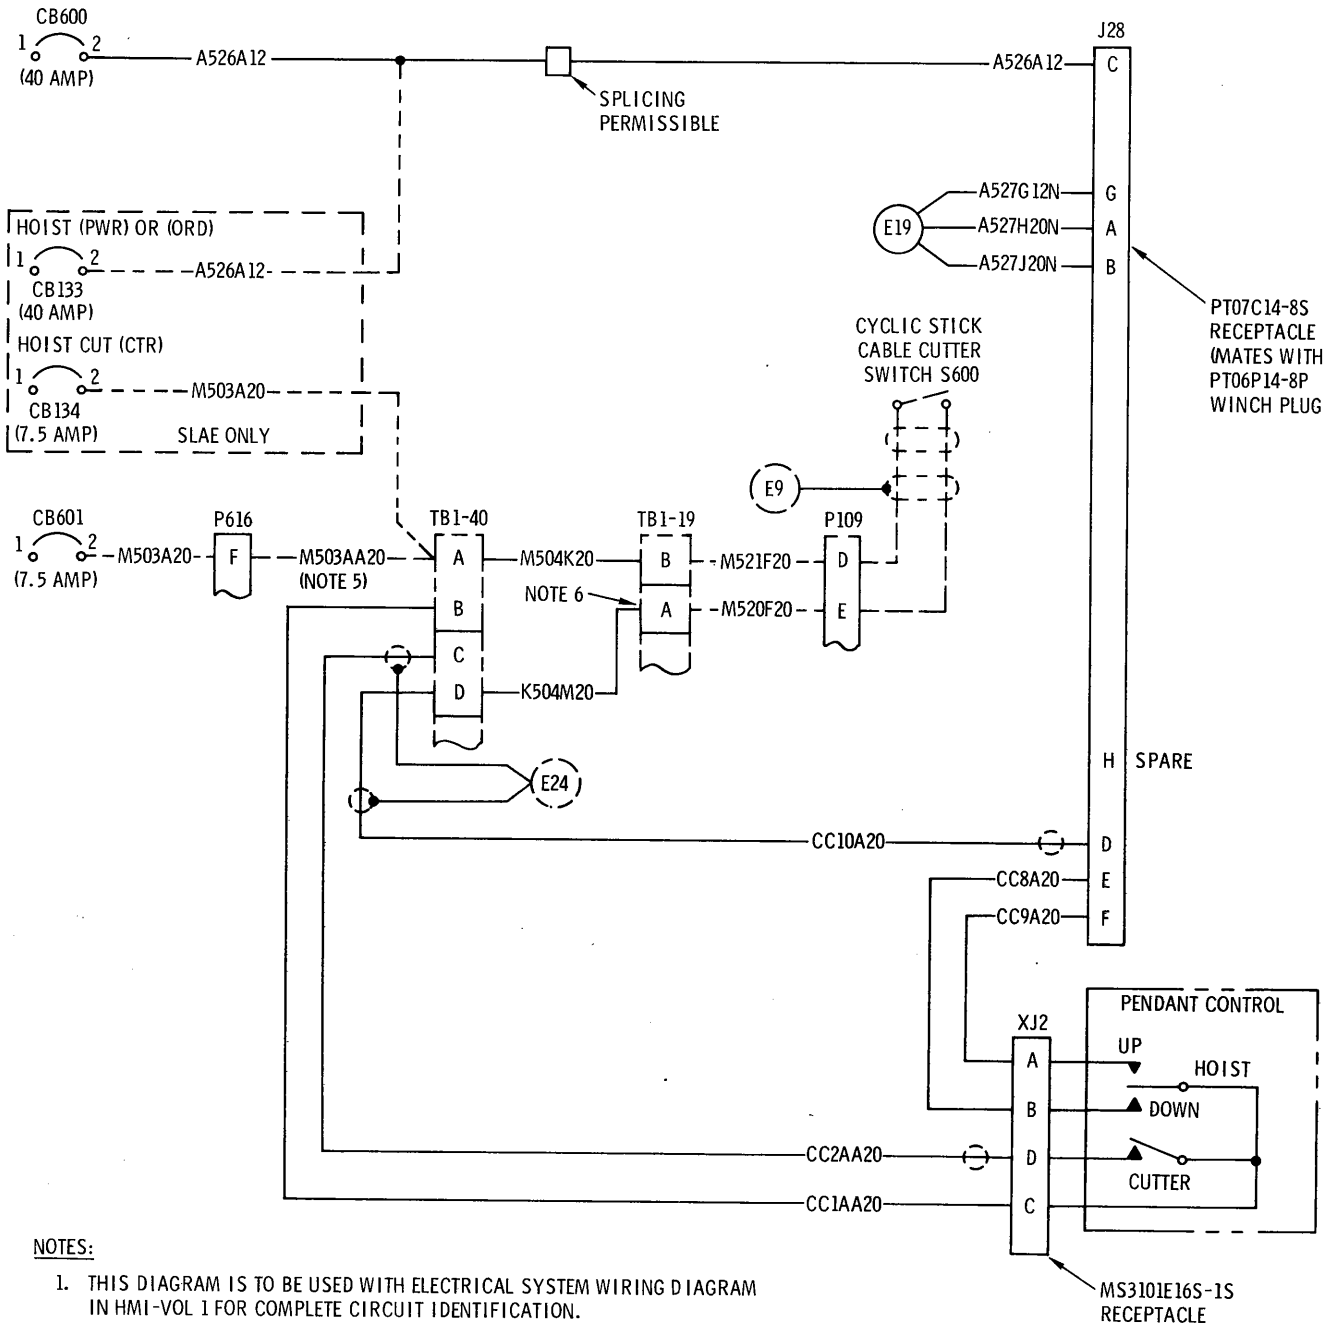 CB600
1 2
(40 AMP)
A526A12
SPLICING
PERMISSIBLE
A526A12
J28
C
A527G12N
G
E19
A527H20N
A
A527J20N
B
HOIST (PWR) OR (ORD)
1 2
CB133
(40 AMP)
A526A12
HOIST CUT (CTR)
1 2
CB134
(7.5 AMP)
M503A20
SLAE ONLY
PT07C14-8S
RECEPTACLE
(MATES WITH
PT06P14-8P
WINCH PLUG
CYCLIC STICK
CABLE CUTTER
SWITCH S600
E9
CB601
1 2
(7.5 AMP)
M503A20
P616
F
M503AA20
(NOTE 5)
TB1-40
A
B
C
D
M504K20
NOTE 6
K504M20
TB1-19
B
A
M521F20
M520F20
P109
D
E
E24
H SPARE
CC10A20
D
CC8A20
E
CC9A20
F
PENDANT CONTROL
XJ2
A
B
D
C
UP
HOIST
DOWN
CUTTER
CC2AA20
CC1AA20
MS3101E16S-1S
RECEPTACLE
NOTES:
1. THIS DIAGRAM IS TO BE USED WITH ELECTRICAL SYSTEM WIRING DIAGRAM
IN HMI-VOL 1 FOR COMPLETE CIRCUIT IDENTIFICATION.